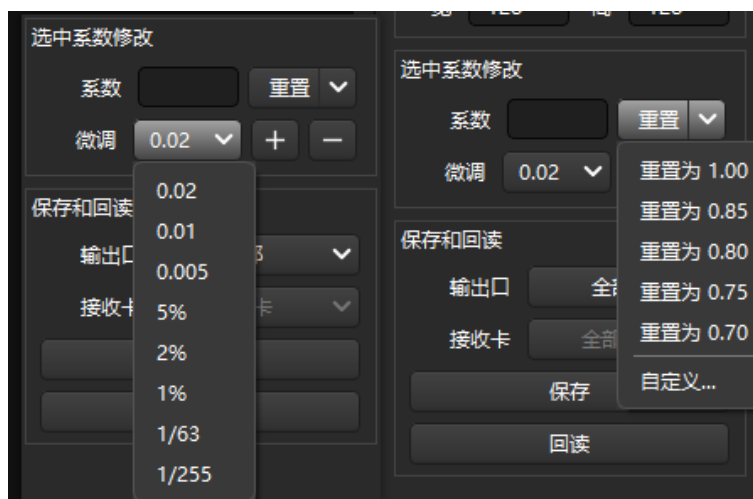 选中系数修改
系数 重置
微调 0.02 + −
0.02
0.01
0.005
5%
2%
1%
1/63
1/255
保存和回读
输出口
接收卡 卡
选中系数修改
系数 重置
微调 0.02
重置为 1.00
重置为 0.85
重置为 0.80
重置为 0.75
重置为 0.70
自定义...
保存和回读
输出口 全部
接收卡 全部
保存
回读